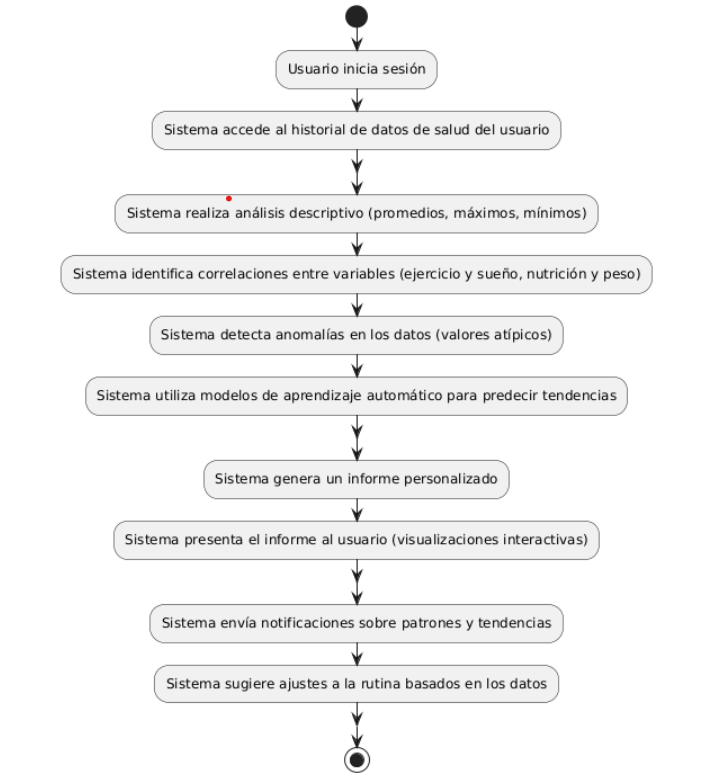 Usuario inicia sesión
Sistema accede al historial de datos de salud del usuario
Sistema realiza análisis descriptivo (promedios, máximos, mínimos)
Sistema identifica correlaciones entre variables (ejercicio y sueño, nutrición y peso)
Sistema detecta anomalías en los datos (valores atípicos)
Sistema utiliza modelos de aprendizaje automático para predecir tendencias
Sistema genera un informe personalizado
Sistema presenta el informe al usuario (visualizaciones interactivas)
Sistema envía notificaciones sobre patrones y tendencias
Sistema sugiere ajustes a la rutina basados en los datos